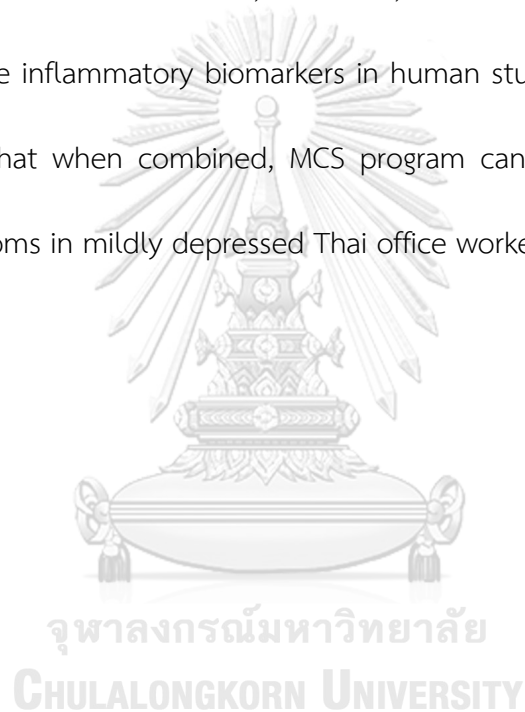 e inflammatory biomarkers in human stu
hat when combined, MCS program can
oms in mildly depressed Thai office worke
จุฬาลงกรณ์มหาวิทยาลัย
CHULALONGKORN UNIVERSITY